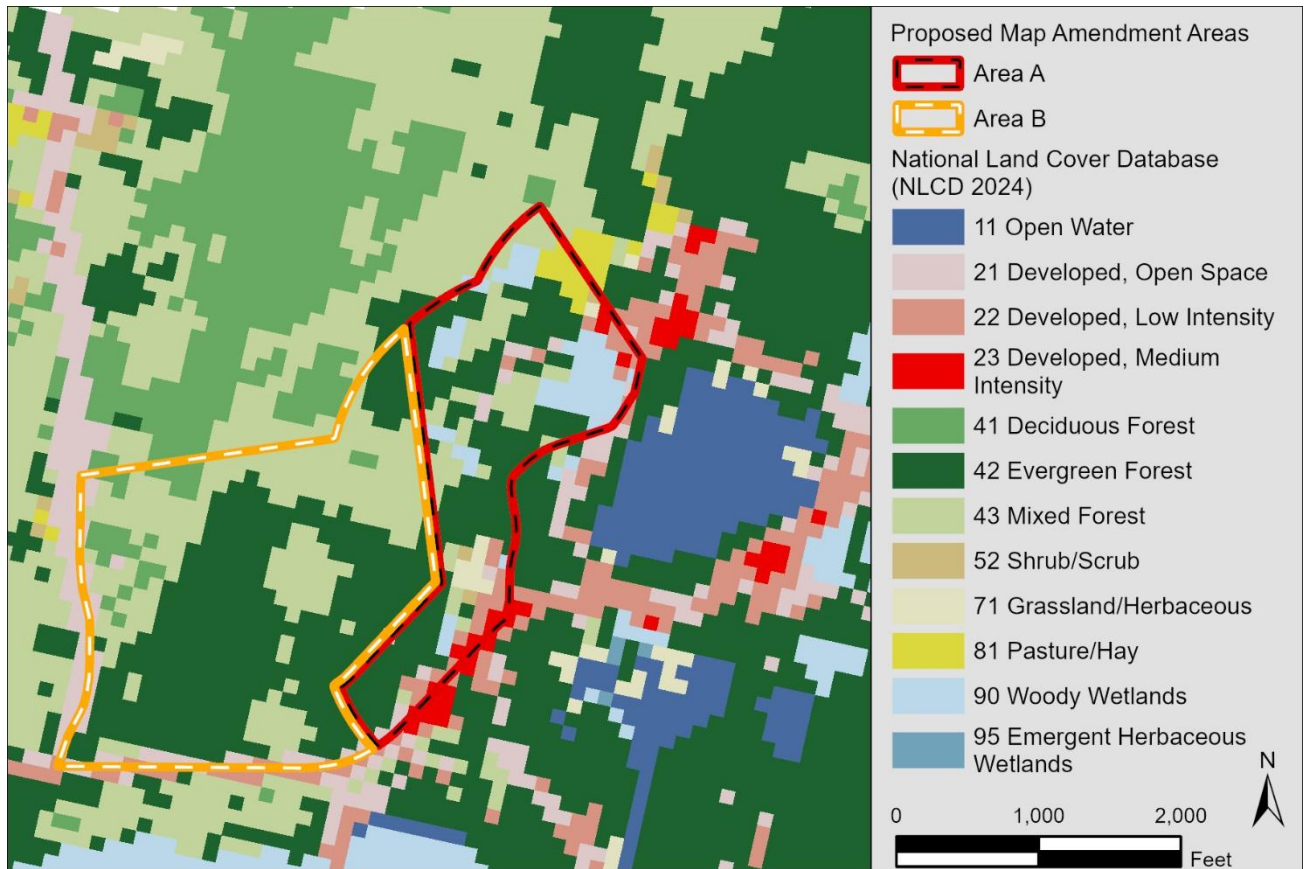 Proposed Map Amendment Areas
Area A
Area B
National Land Cover Database
(NLCD 2024)
11 Open Water
21 Developed, Open Space
22 Developed, Low Intensity
23 Developed, Medium
Intensity
41 Deciduous Forest
42 Evergreen Forest
43 Mixed Forest
52 Shrub/Scrub
71 Grassland/Herbaceous
81 Pasture/Hay
90 Woody Wetlands
95 Emergent Herbaceous
Wetlands
N
0 1,000 2,000
Feet